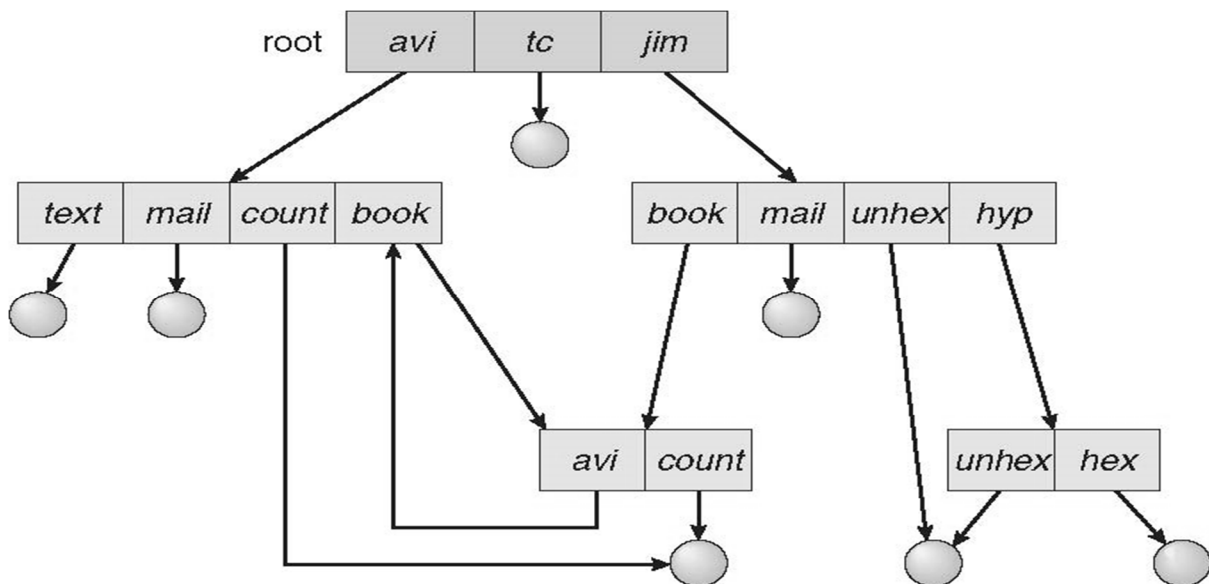 root avi tc jim
text mail count book book mail unhex hyp
avi count unhex hex